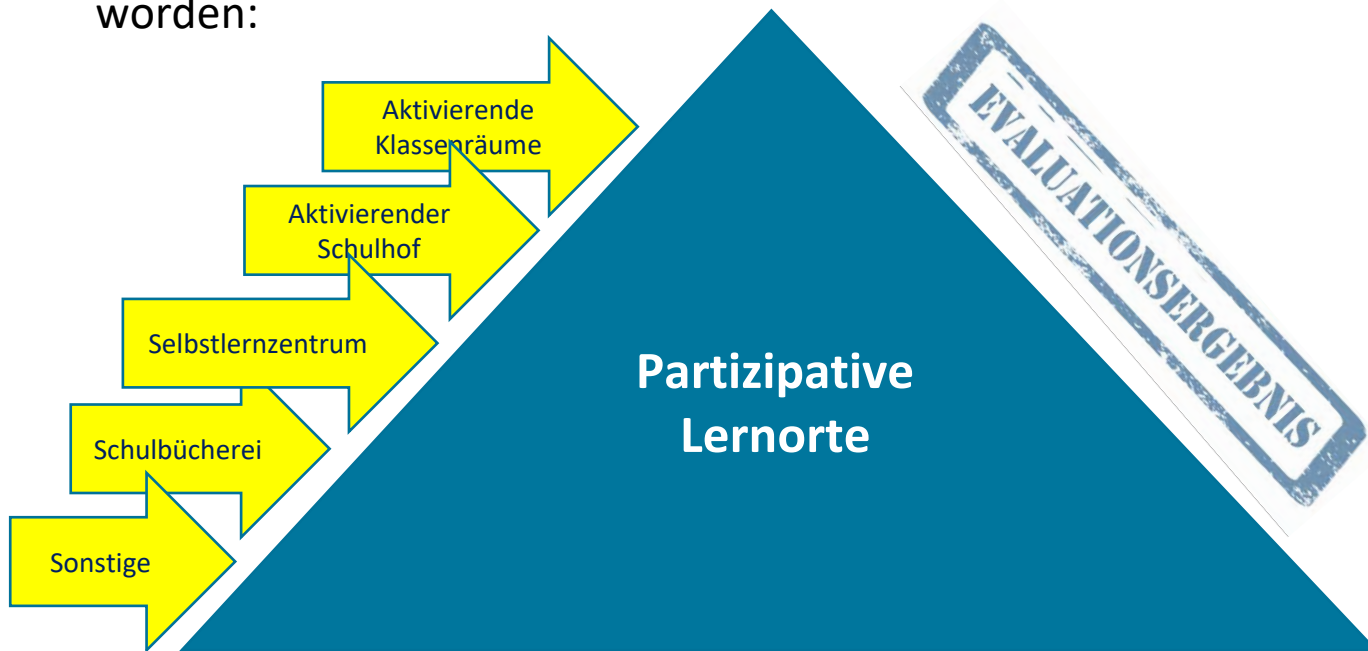 worden:
Aktivierende
Klassenräume
Aktivierender
Schulhof
Selbstlernzentrum
Schulbücherei
Sonstige
Partizipative
Lernorte
EVALUATIONSERGEBNIS